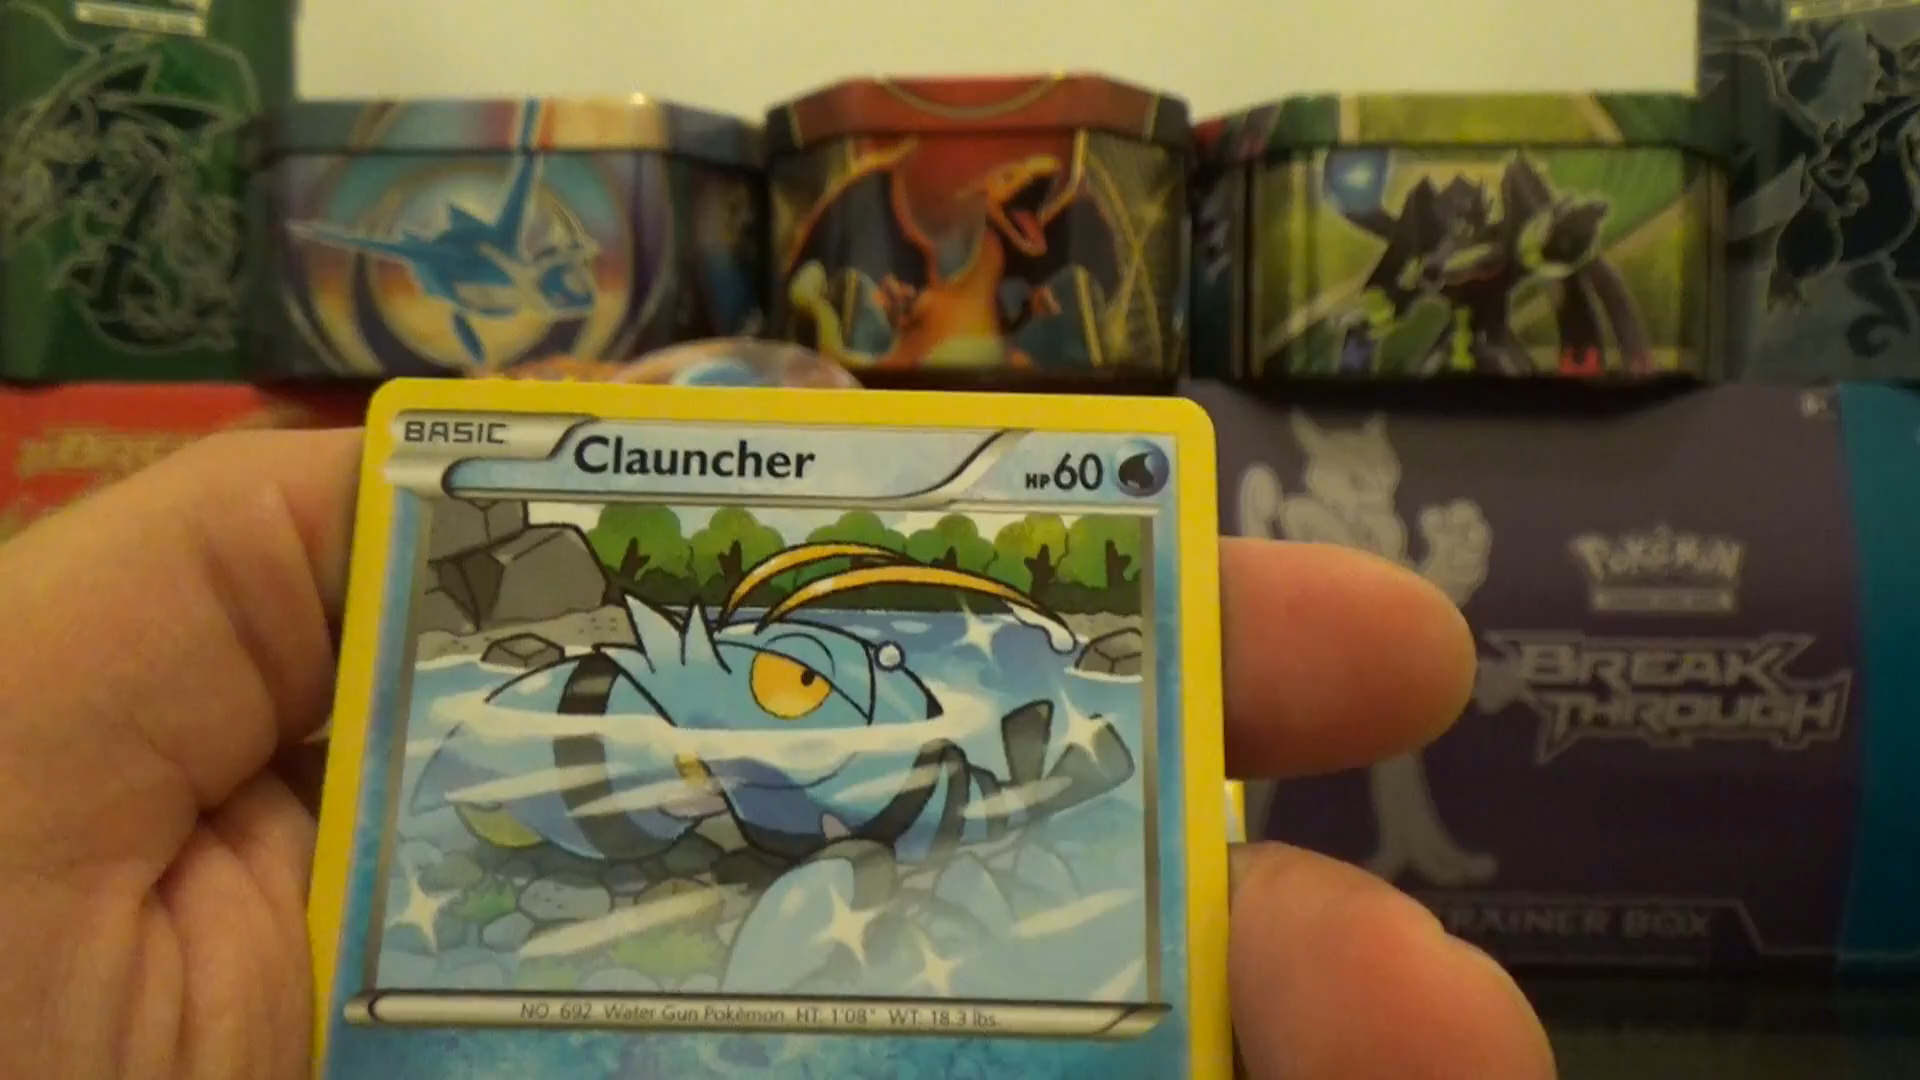 BASIC Clauncher HP60
NO. 692 Water Gun Pokémon HT: 1'08" WT: 18.3 lbs.
POKÉMON
BREAK
THROUGH
TRAINER BOX